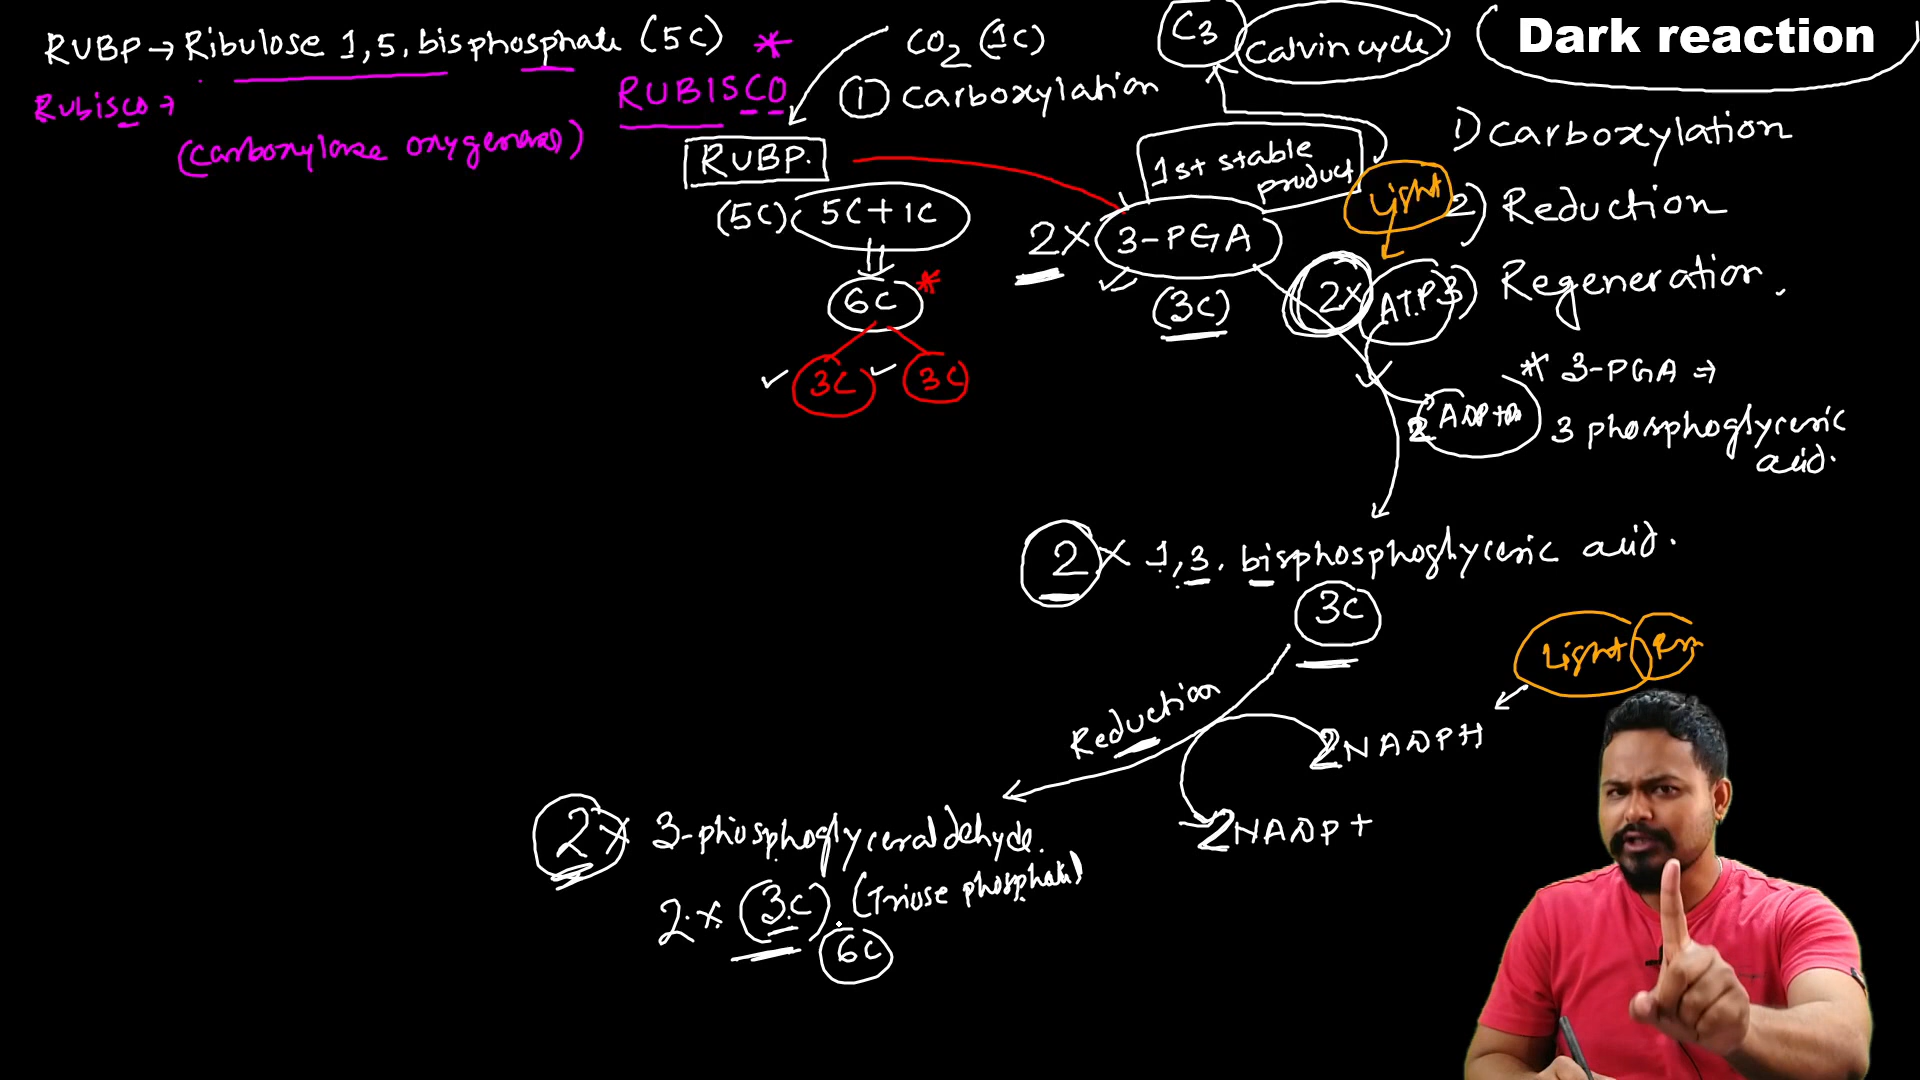 RUBP → Ribulose 1,5, bisphosphate (5C) *
Rubisco →
RUBISCO
(carboxylase oxygenase)
CO2 (1C)
① Carboxylation
RUBP.
(5C) 5C + 1C
6C *
3C 3C
C3 Calvin cycle
Dark reaction
1st stable
product
2 X 3-PGA
(3C)
Light
2X ATP
1) carboxylation
2) Reduction
3) Regeneration.
* 3-PGA ⇒
3 phosphoglyceric
acid.
2 ADP+
2 X 1,3. bisphosphoglyceric acid.
3C
Light
Reduction
2NADPH
2NADP+
2 X 3-phosphoglyceraldehyde.
2 x (3C). (Triose phosphate)
6C